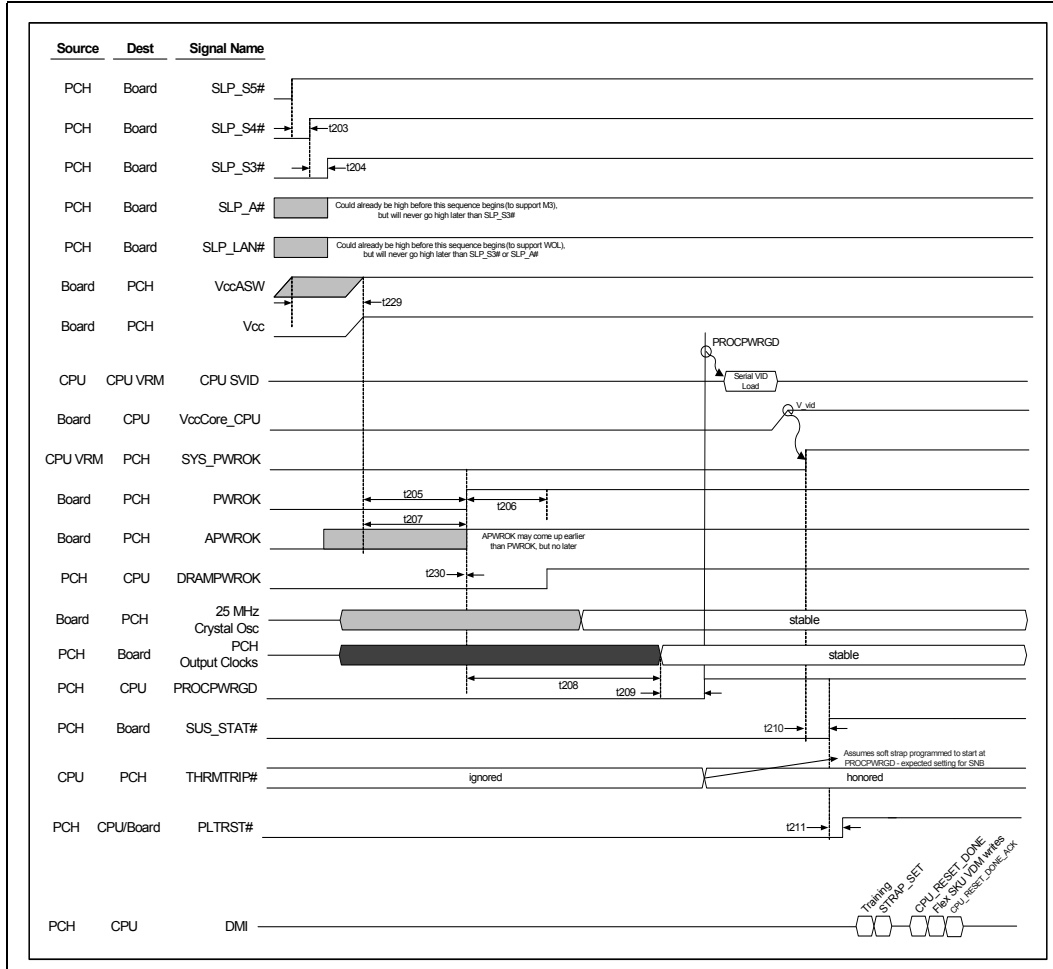 Source Dest Signal Name
PCH Board SLP_S5#
PCH Board SLP_S4# t203
PCH Board SLP_S3# t204
PCH Board SLP_A# Could already be high before this sequence begins (to support M3),
but will never go high later than SLP_S3#
PCH Board SLP_LAN# Could already be high before this sequence begins (to support WOL),
but will never go high later than SLP_S3# or SLP_A#
Board PCH VccASW
t229
Board PCH Vcc
PROCPWRGD
CPU CPU VRM CPU SVID Serial VID
Load
V_vid
Board CPU VccCore_CPU
CPU VRM PCH SYS_PWROK
Board PCH PWROK t205 t206
t207
Board PCH APWROK APWROK may come up earlier
than PWROK, but no later
PCH CPU DRAMPWROK t230
Board PCH 25 MHz
Crystal Osc stable
PCH Board PCH
Output Clocks stable
PCH CPU PROCPWRGD t208 t209
PCH Board SUS_STAT# t210
Assumes soft strap programmed to start at
PROCPWRGD - expected setting for SNB
CPU PCH THRMTRIP# ignored honored
PCH CPU/Board PLTRST# t211
Training
STRAP_SET
CPU_RESET_DONE
Flex SKU VDM writes
CPU_RESET_DONE_ACK
PCH CPU DMI